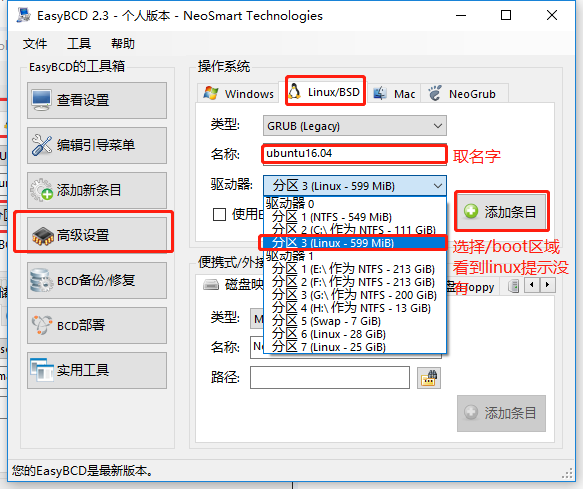 EasyBCD 2.3 - 个人版本 - NeoSmart Technologies
文件 工具 帮助
EasyBCD的工具箱
查看设置
编辑引导菜单
添加新条目
高级设置
BCD备份/修复
BCD部署
实用工具
操作系统
Windows Linux/BSD Mac NeoGrub
类型: GRUB (Legacy)
名称: ubuntu16.04
取名字
驱动器: 分区 3 (Linux - 599 MiB)
驱动器 0
分区 1 (NTFS - 549 MiB)
分区 2 (C:\ 作为 NTFS - 111 GiB)
分区 3 (Linux - 599 MiB)
驱动器 1
分区 1 (E:\ 作为 NTFS - 213 GiB)
分区 2 (F:\ 作为 NTFS - 213 GiB)
分区 3 (G:\ 作为 NTFS - 200 GiB)
分区 4 (H:\ 作为 NTFS - 13 GiB)
分区 5 (Swap - 7 GiB)
分区 6 (Linux - 28 GiB)
分区 7 (Linux - 25 GiB)
使用E
添加条目
选择/boot区域
看到linux提示没
有
便携式/外接
磁盘映
盘 floppy
类型: M
名称: Ne
路径:
添加条目
您的EasyBCD是最新版本。